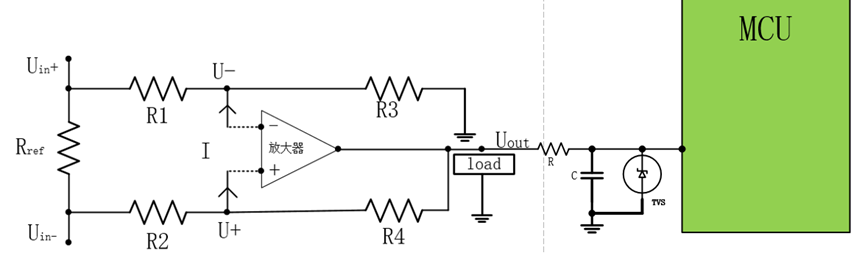 MCU
Uin+
U-
R1
R3
Rref
I
-
放大器
+
Uout
load
R
C
TVS
Uin-
R2
U+
R4